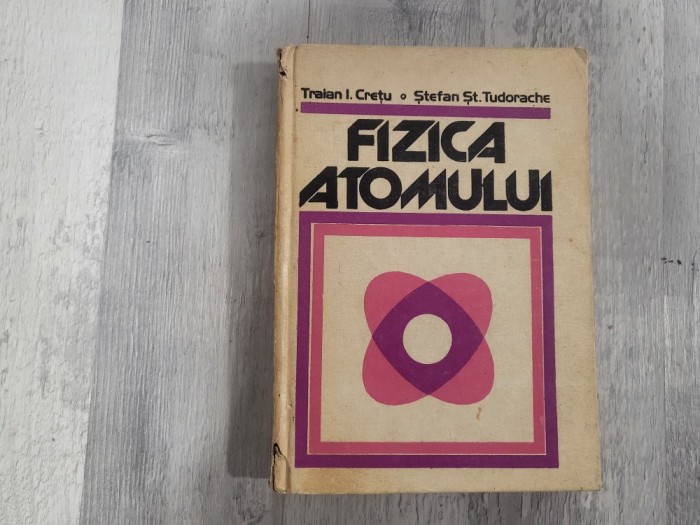 Traian I. Crețu o Ștefan Șt. Tudorache
FIZICA
ATOMULUI